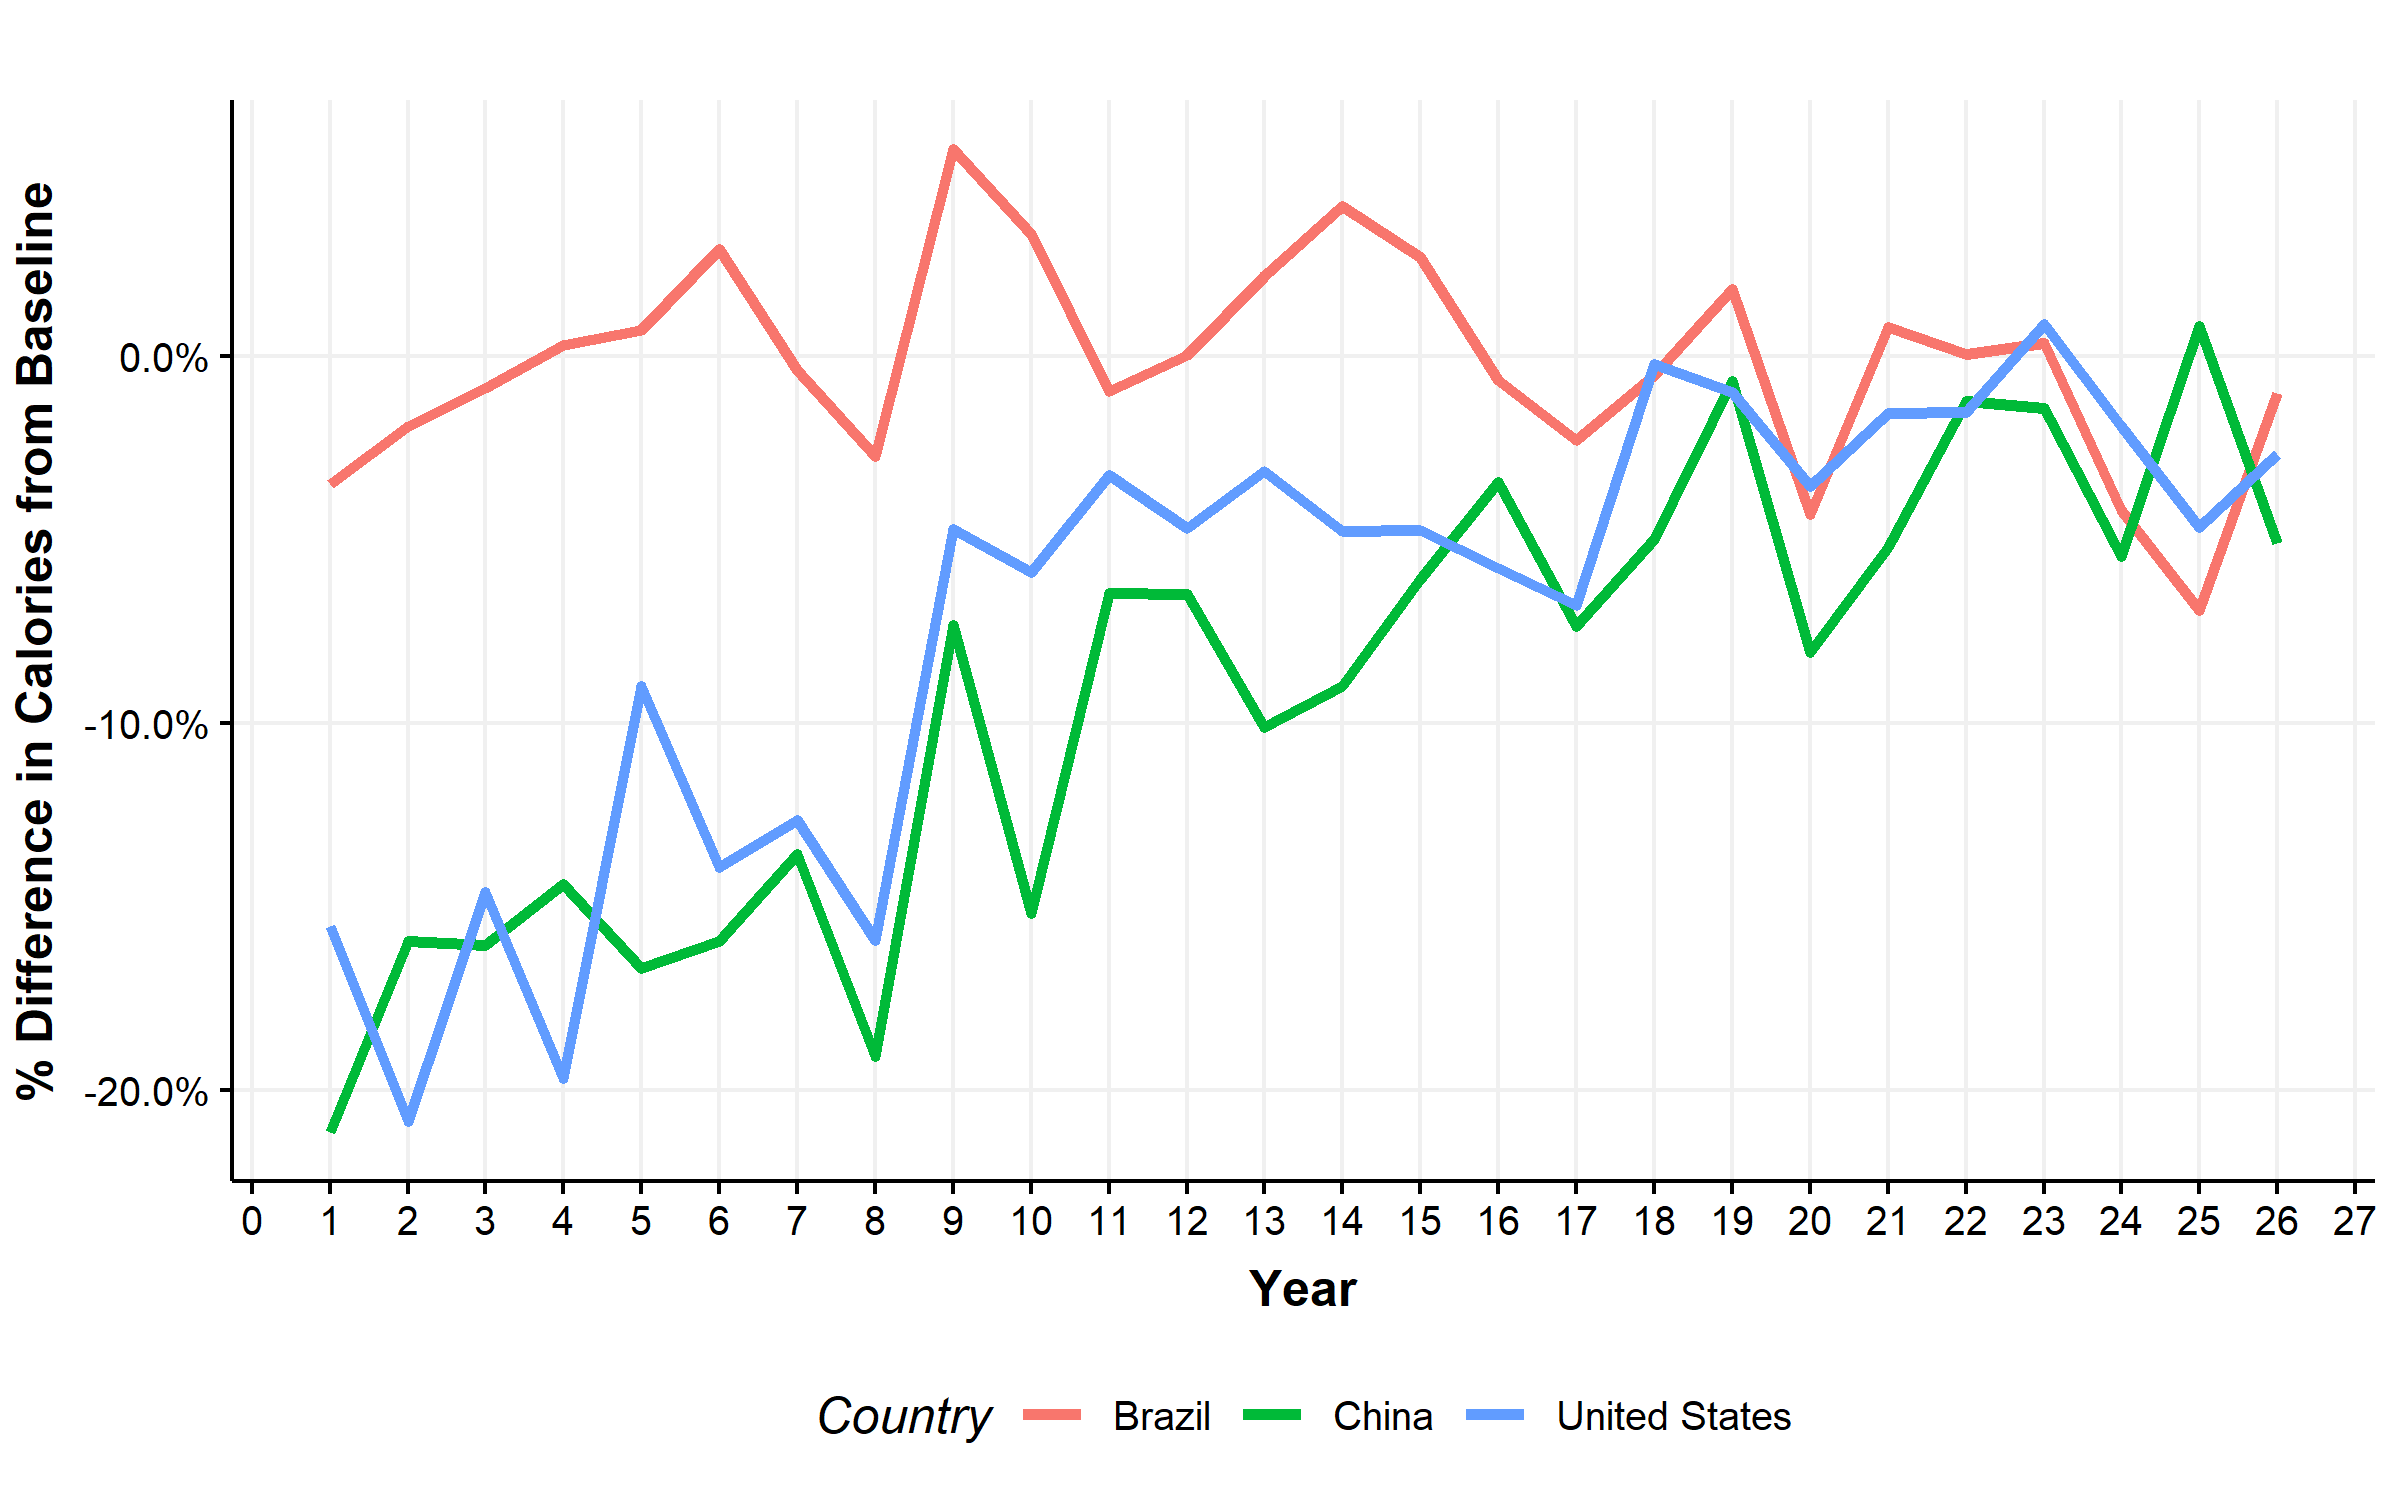 % Difference in Calories from Baseline
0.0%
-10.0%
-20.0%
0 1 2 3 4 5 6 7 8 9 10 11 12 13 14 15 16 17 18 19 20 21 22 23 24 25 26 27
Year
Country Brazil China United States